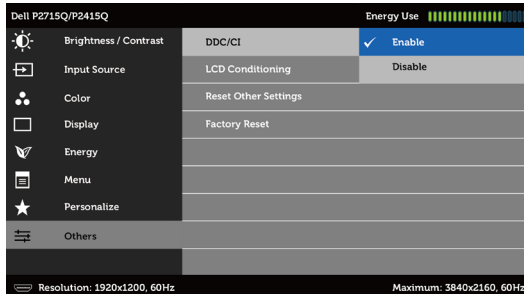 Dell P2715Q/P2415Q
Energy Use
Brightness / Contrast
DDC/CI
Enable
Input Source
LCD Conditioning
Disable
Color
Reset Other Settings
Display
Factory Reset
Energy
Menu
Personalize
Others
Resolution: 1920x1200, 60Hz
Maximum: 3840x2160, 60Hz